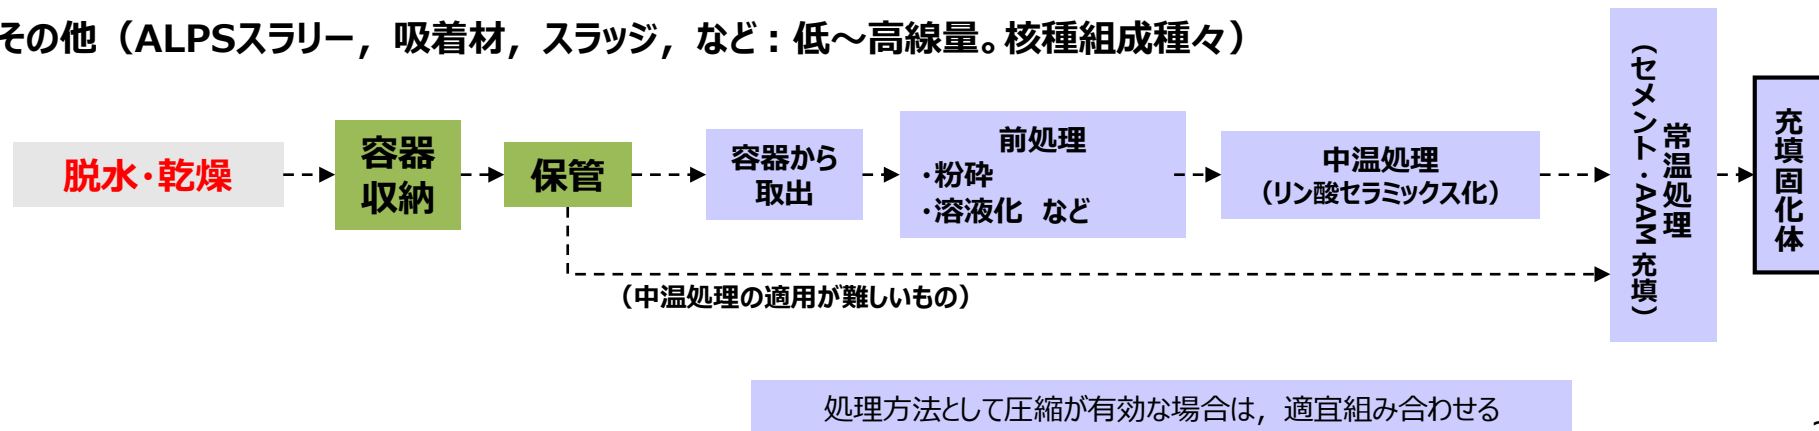 その他（ALPSスラリー，吸着材，スラッジ，など：低～高線量。核種組成種々）
脱水・乾燥
容器
収納
保管
容器から
取出
前処理
・粉砕
・溶液化 など
中温処理
（リン酸セラミックス化）
常温処理
（セメント・AAM充填）
充填固化体
（中温処理の適用が難しいもの）
処理方法として圧縮が有効な場合は，適宜組み合わせる